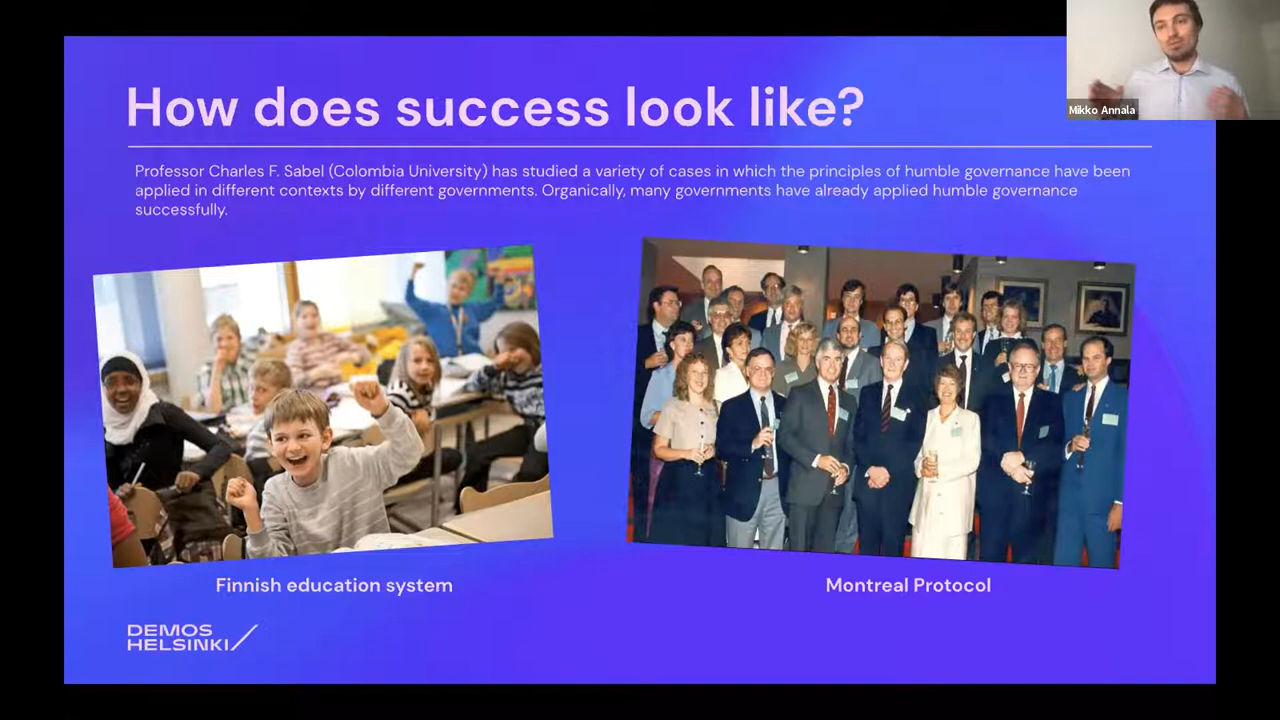 Mikko Annala
How does success look like?
Professor Charles F. Sabel (Colombia University) has studied a variety of cases in which the principles of humble governance have been
applied in different contexts by different governments. Organically, many governments have already applied humble governance
successfully.
Finnish education system
Montreal Protocol
DEMOS
HELSINKI